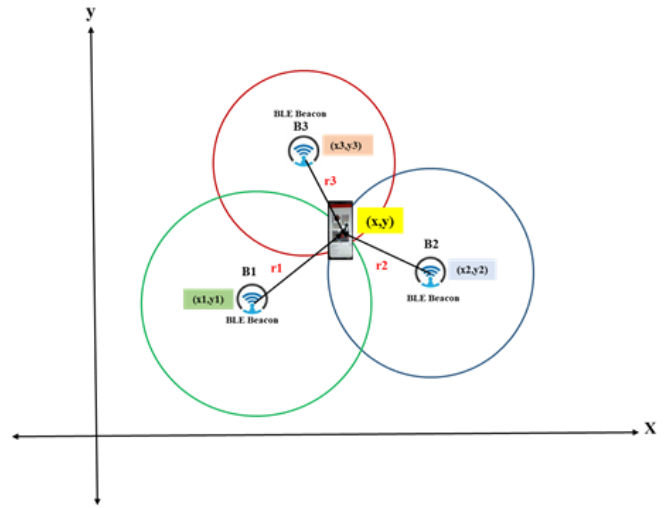 y
BLE Beacon
B3
(x3,y3)
r3
(x,y)
r1
r2
B1
B2
(x1,y1)
(x2,y2)
BLE Beacon
BLE Beacon
X